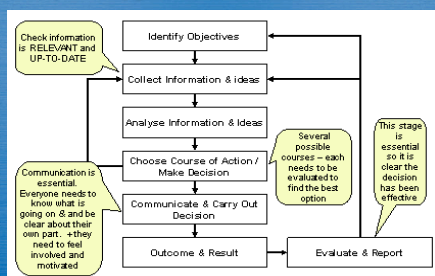 Identify Objectives
Check information
is RELEVANT and
UP-TO-DATE
Collect Information & ideas
Analyse Information & Ideas
Choose Course of Action /
Make Decision
Several
possible
courses – each
needs to be
evaluated to
find the best
option
This stage
is
essential
so it is
clear the
decision
has been
effective
Communication is
essential.
Everyone needs to
know what is
going on & and be
clear about their
own part. +they
need to feel
involved and
motivated
Communicate & Carry Out
Decision
Outcome & Result
Evaluate & Report